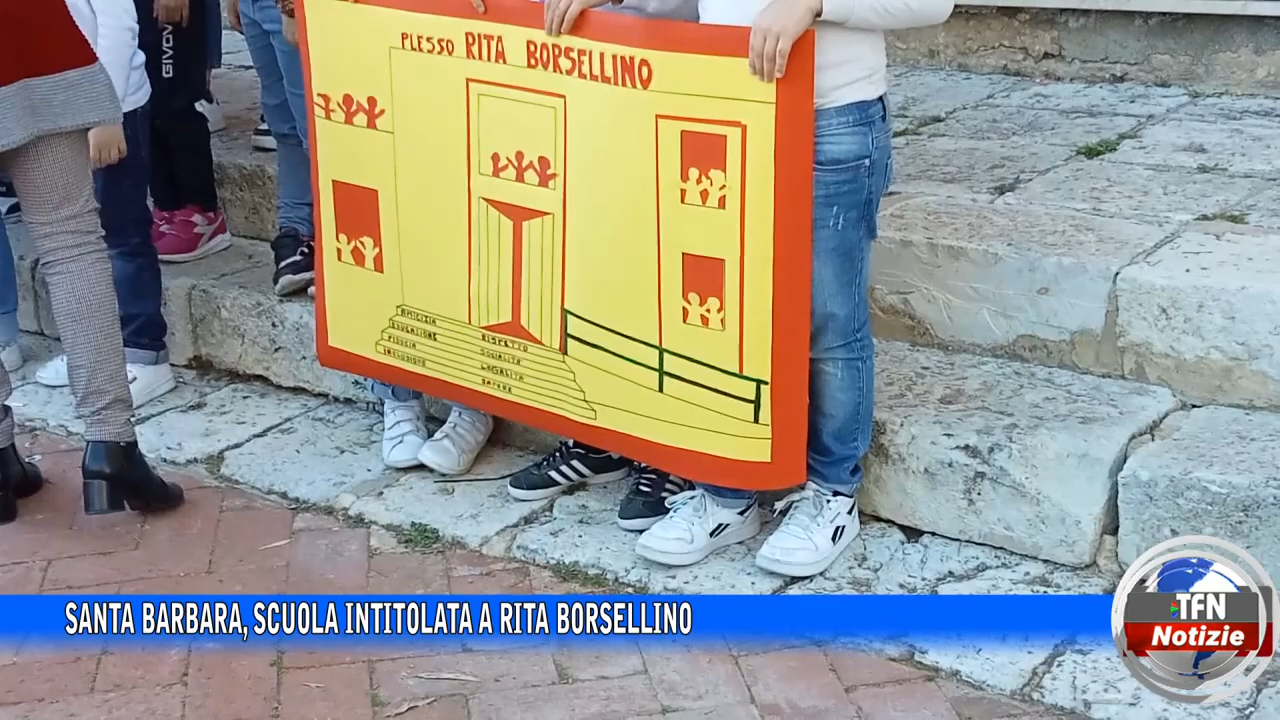 GIVOVA
PLESSO RITA BORSELLINO
AMICIZIA
EDUCAZIONE
FIDUCIA
INCLUSIONE
RISPETTO
SOCIALITÀ
LEGALITÀ
SAPERE
SANTA BARBARA, SCUOLA INTITOLATA A RITA BORSELLINO
TFN
Notizie